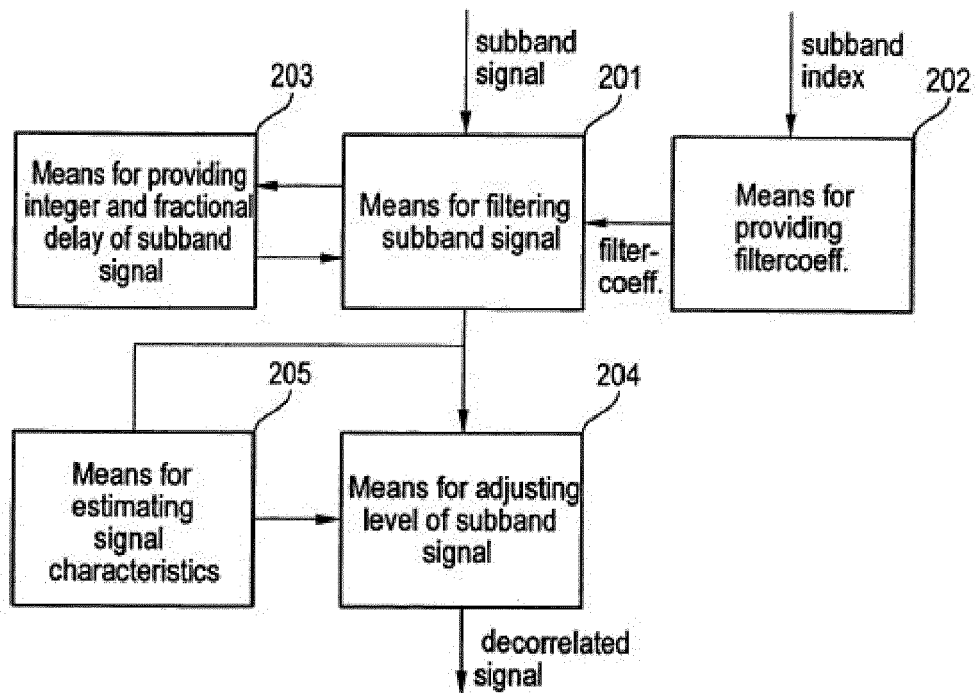 subband
signal
subband
index
203
201
202
Means for providing
integer and fractional
delay of subband
signal
Means for filtering
subband signal
filter-
coeff.
Means for
providing
filtercoeff.
205
204
Means for
estimating
signal
characteristics
Means for adjusting
level of subband
signal
decorrelated
signal